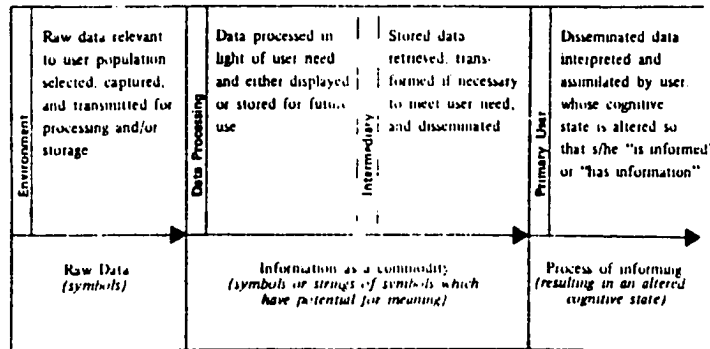 Environment
Raw data relevant
to user population
selected, captured,
and transmitted for
processing and/or
storage
Data Processing
Data processed in
light of user need
and either displayed
or stored for future
use
Intermediary
Stored data
retrieved, trans-
formed if necessary
to meet user need,
and disseminated
Primary User
Disseminated data
interpreted and
assimilated by user,
whose cognitive
state is altered so
that s/he "is informed"
or "has information"
Raw Data
(symbols)
Information as a commodity
(symbols or strings of symbols which
have potential for meaning)
Process of informing
(resulting in an altered
cognitive state)